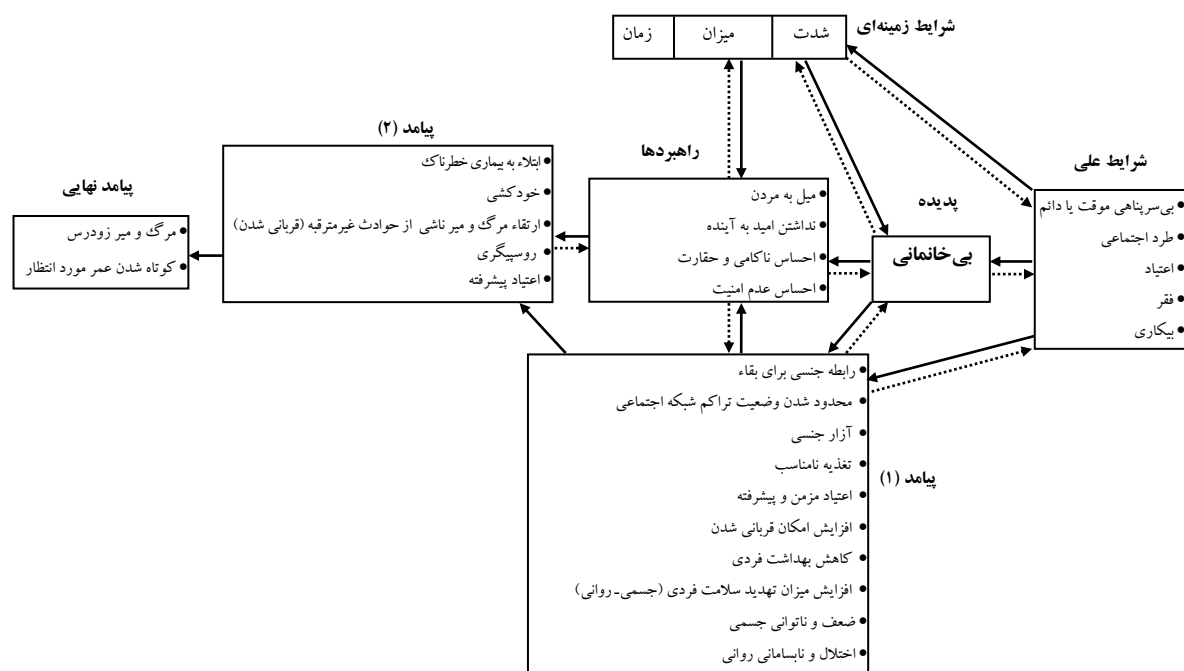 شرایط زمینه‌ای
شدت
میزان
زمان
شرایط علی
بی‌سرپناهی موقت یا دائم
طرد اجتماعی
اعتیاد
فقر
بیکاری
پدیده
بی‌خانمانی
راهبردها
میل به مردن
نداشتن امید به آینده
احساس ناکامی و حقارت
احساس عدم امنیت
پیامد (۲)
ابتلاء به بیماری خطرناک
خودکشی
ارتقاء مرگ و میر ناشی از حوادث غیرمترقبه (قربانی شدن)
روسپیگری
اعتیاد پیشرفته
پیامد نهایی
مرگ و میر زودرس
کوتاه شدن عمر مورد انتظار
پیامد (۱)
رابطه جنسی برای بقاء
محدود شدن وضعیت تراکم شبکه اجتماعی
آزار جنسی
تغذیه نامناسب
اعتیاد مزمن و پیشرفته
افزایش امکان قربانی شدن
کاهش بهداشت فردی
افزایش میزان تهدید سلامت فردی (جسمی-روانی)
ضعف و ناتوانی جسمی
اختلال و نابسامانی روانی